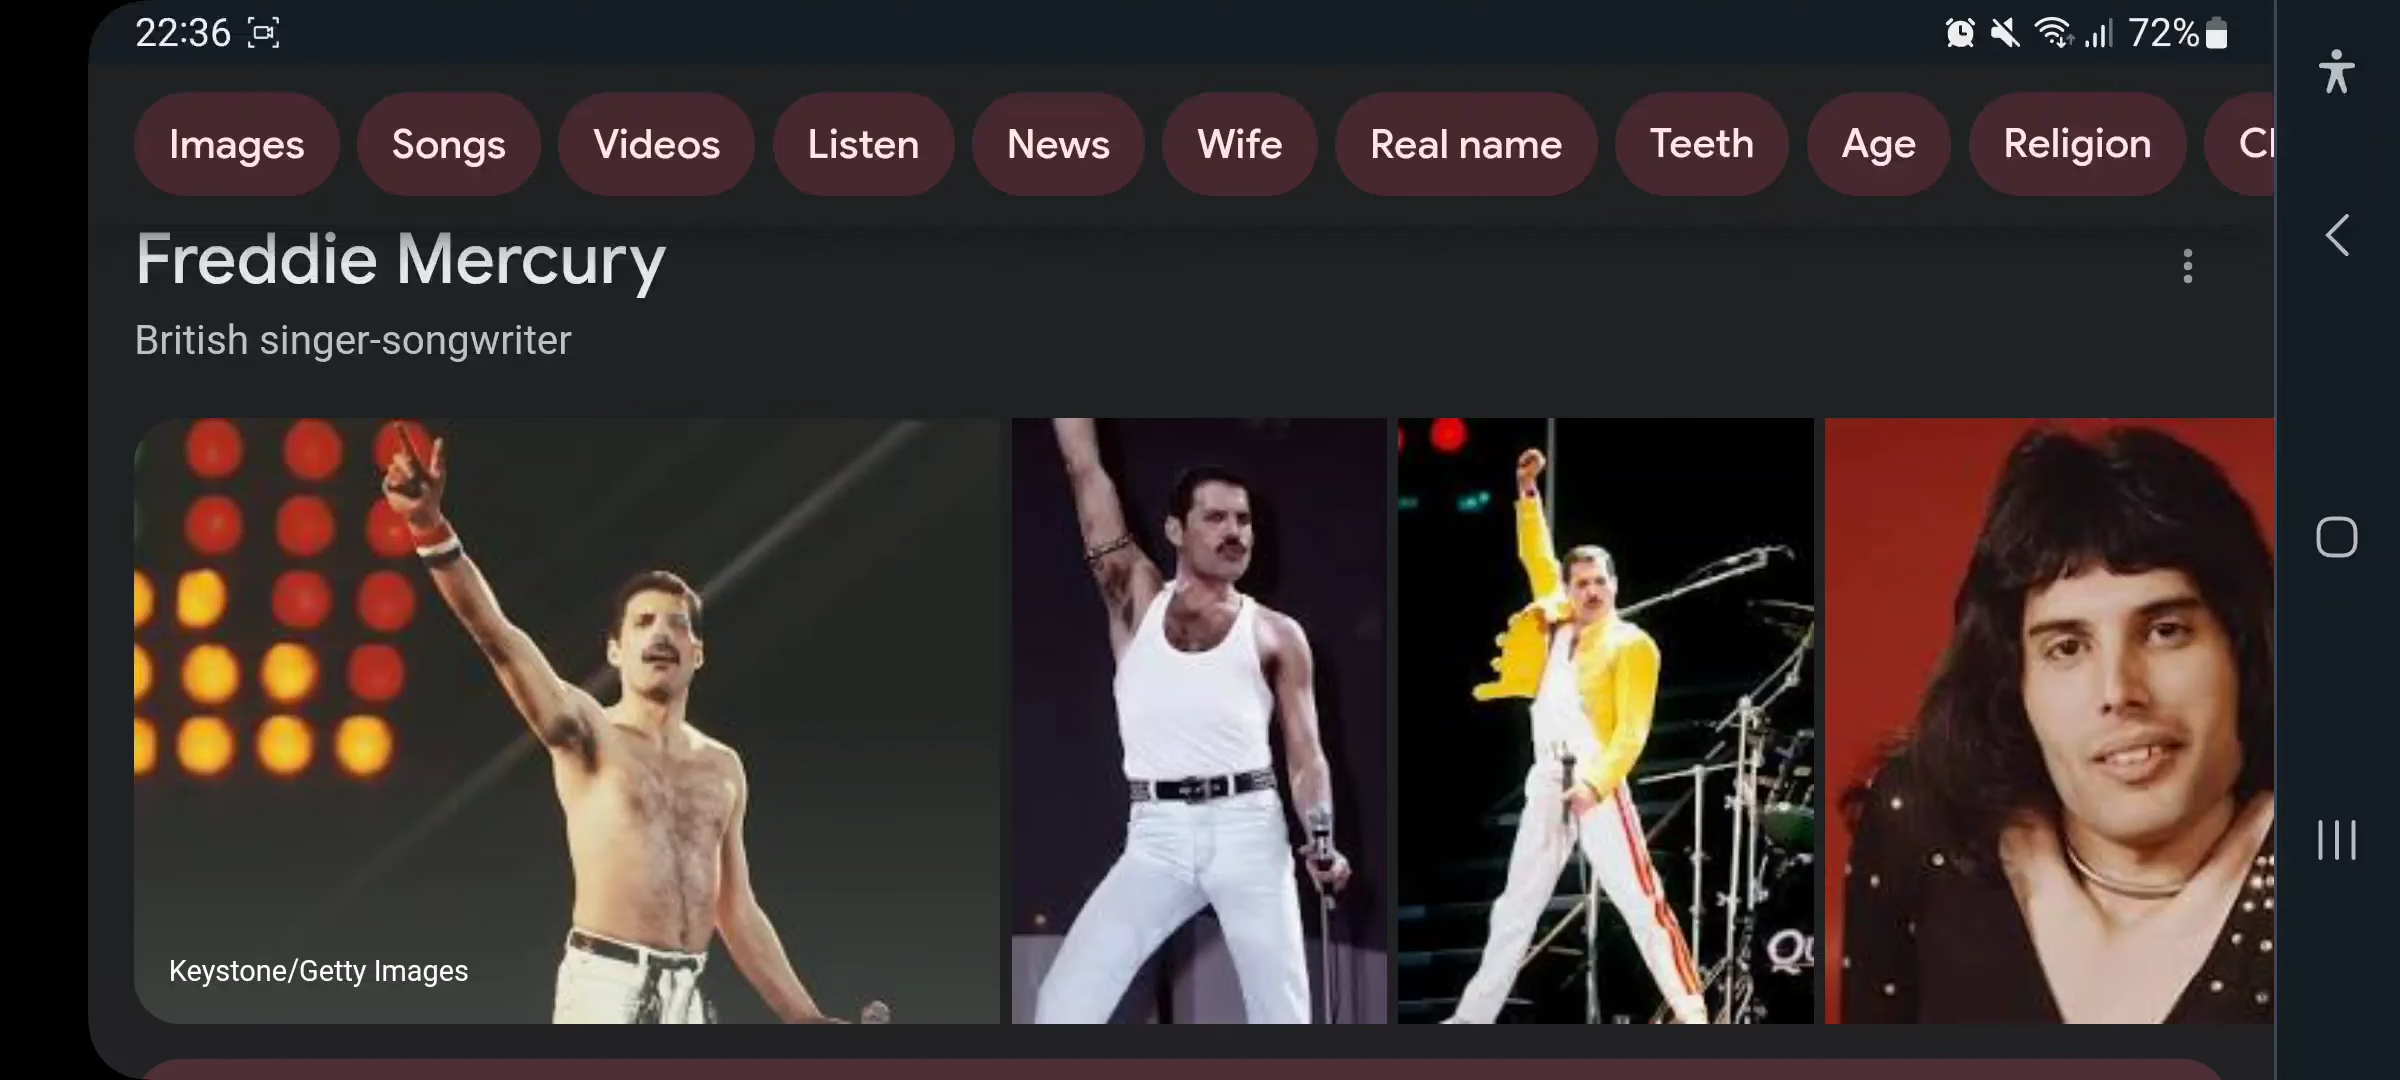 22:36 72%
Images Songs Videos Listen News Wife Real name Teeth Age Religion
Freddie Mercury
British singer-songwriter
Keystone/Getty Images